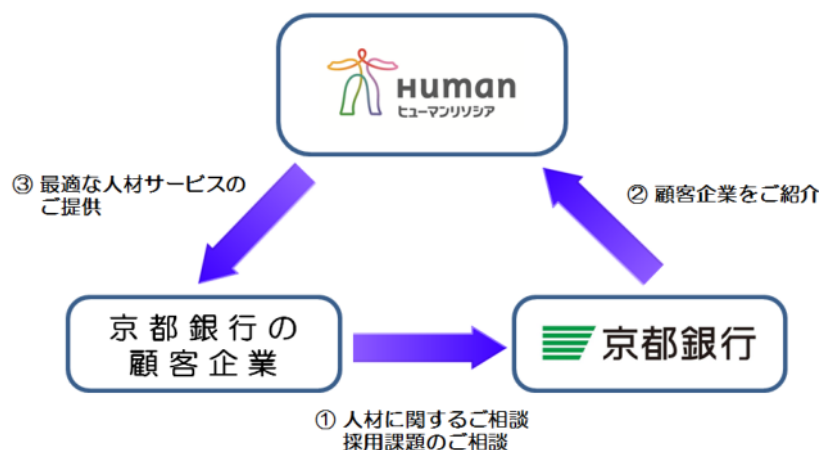 Human
ヒューマンリソシア
③ 最適な人材サービスの
ご提供
② 顧客企業をご紹介
京都銀行の
顧客企業
京都銀行
① 人材に関するご相談
採用課題のご相談